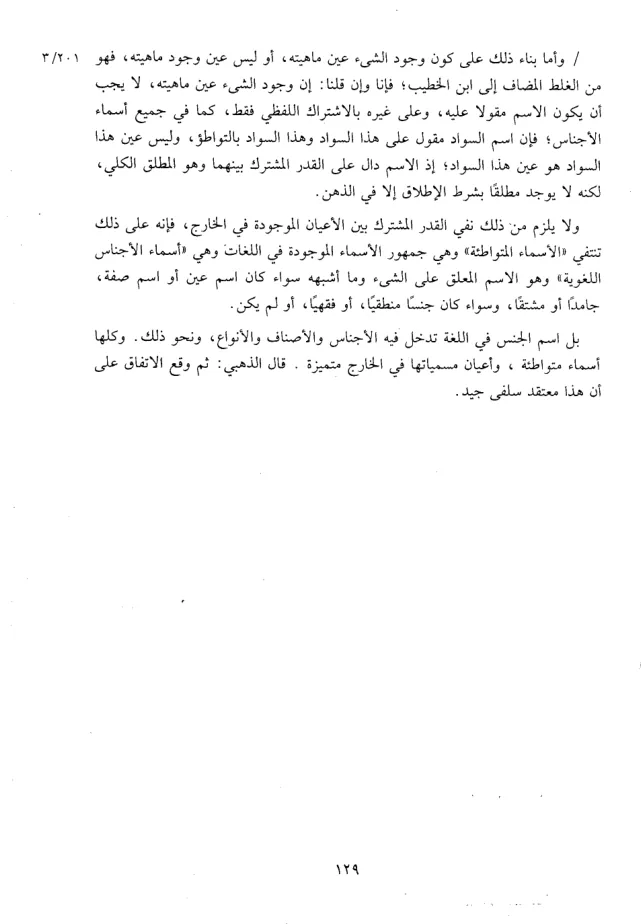 / وأما بناء ذلك على كون وجود الشىء عين ماهيته، أو ليس عين وجود ماهيته، فهو ٣/٢٠١
من الغلط المضاف إلى ابن الخطيب؛ فإنا وإن قلنا: إن وجود الشىء عين ماهيته، لا يجب
أن يكون الاسم مقولا عليه، وعلى غيره بالاشتراك اللفظي فقط، كما في جميع أسماء
الأجناس؛ فإن اسم السواد مقول على هذا السواد وهذا السواد بالتواطؤ، وليس عين هذا
السواد هو عين هذا السواد؛ إذ الاسم دال على القدر المشترك بينهما وهو المطلق الكلي،
لكنه لا يوجد مطلقًا بشرط الإطلاق إلا في الذهن.
ولا يلزم من ذلك نفي القدر المشترك بين الأعيان الموجودة في الخارج، فإنه على ذلك
تنتفي «الأسماء المتواطئة» وهي جمهور الأسماء الموجودة في اللغات وهي «أسماء الأجناس
اللغوية» وهو الاسم المعلق على الشىء وما أشبهه سواء كان اسم عين أو اسم صفة،
جامدًا أو مشتقًا، وسواء كان جنسًا منطقيًا، أو فقهيًا، أو لم يكن.
بل اسم الجنس في اللغة تدخل فيه الأجناس والأصناف والأنواع، ونحو ذلك. وكلها
أسماء متواطئة ، وأعيان مسمياتها في الخارج متميزة . قال الذهبي: ثم وقع الاتفاق على
أن هذا معتقد سلفى جيد.
١٢٩